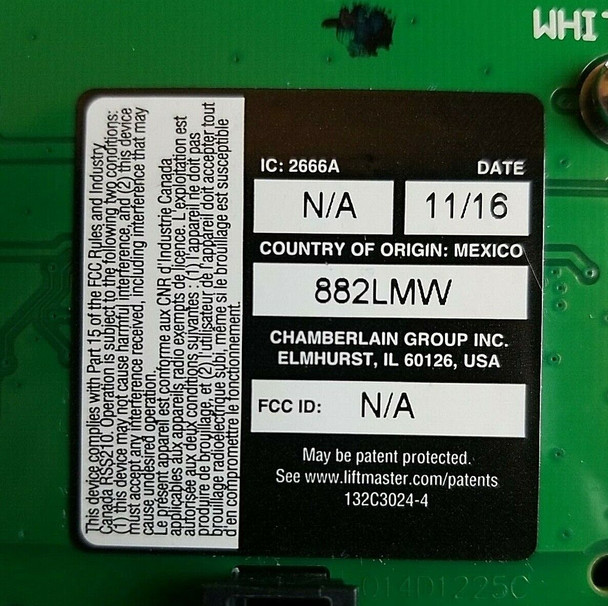 WHI
This device complies with Part 15 of the FCC Rules and Industry
Canada RSS210. Operation is subject to the following two conditions:
(1) this device may not cause harmful interference, and (2) this device
must accept any interference received, including interference that may
cause undesired operation.
Le présent appareil est conforme aux CNR d'Industrie Canada
applicables aux appareils radio exempts de licence. L'exploitation est
autorisée aux deux conditions suivantes : (1) l'appareil ne doit pas
produire de brouillage, et (2) l'utilisateur de l'appareil doit accepter tout
brouillage radioélectrique subi, même si le brouillage est susceptible
d'en compromettre le fonctionnement.
IC: 2666A DATE
N/A 11/16
COUNTRY OF ORIGIN: MEXICO
882LMW
CHAMBERLAIN GROUP INC.
ELMHURST, IL 60126, USA
FCC ID: N/A
May be patent protected.
See www.liftmaster.com/patents
132C3024-4
014D1225C